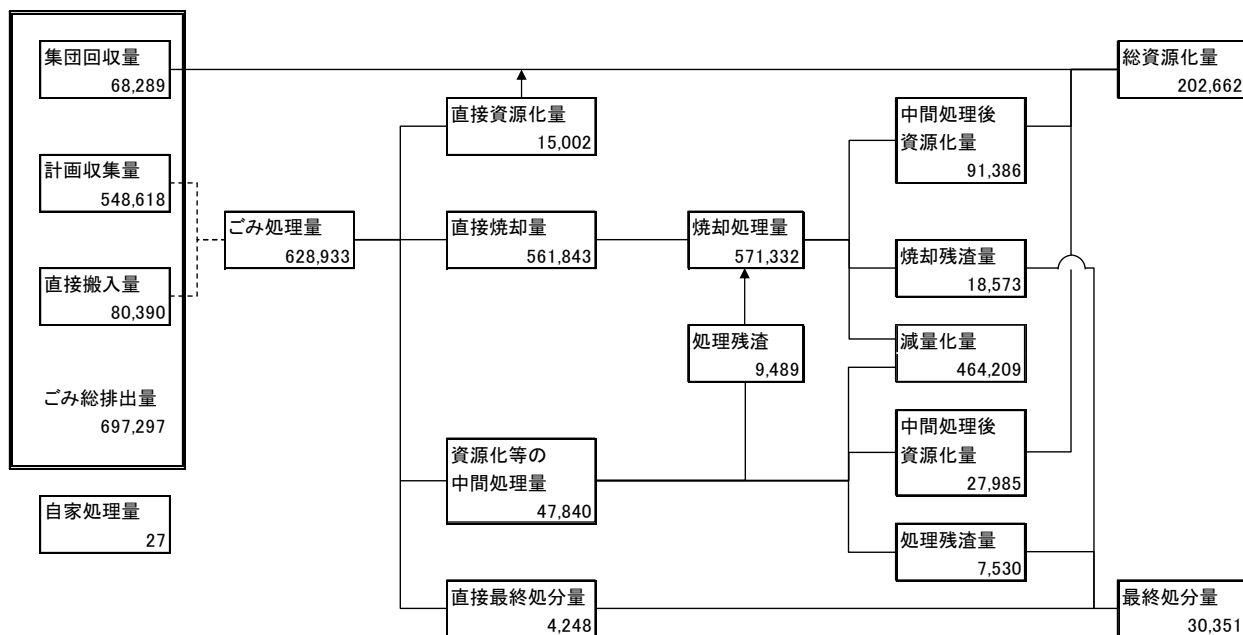 集団回収量
68,289
計画収集量
548,618
直接搬入量
80,390
ごみ総排出量
697,297
自家処理量
27
ごみ処理量
628,933
直接資源化量
15,002
直接焼却量
561,843
資源化等の
中間処理量
47,840
直接最終処分量
4,248
焼却処理量
571,332
処理残渣
9,489
中間処理後
資源化量
91,386
焼却残渣量
18,573
減量化量
464,209
中間処理後
資源化量
27,985
処理残渣量
7,530
総資源化量
202,662
最終処分量
30,351